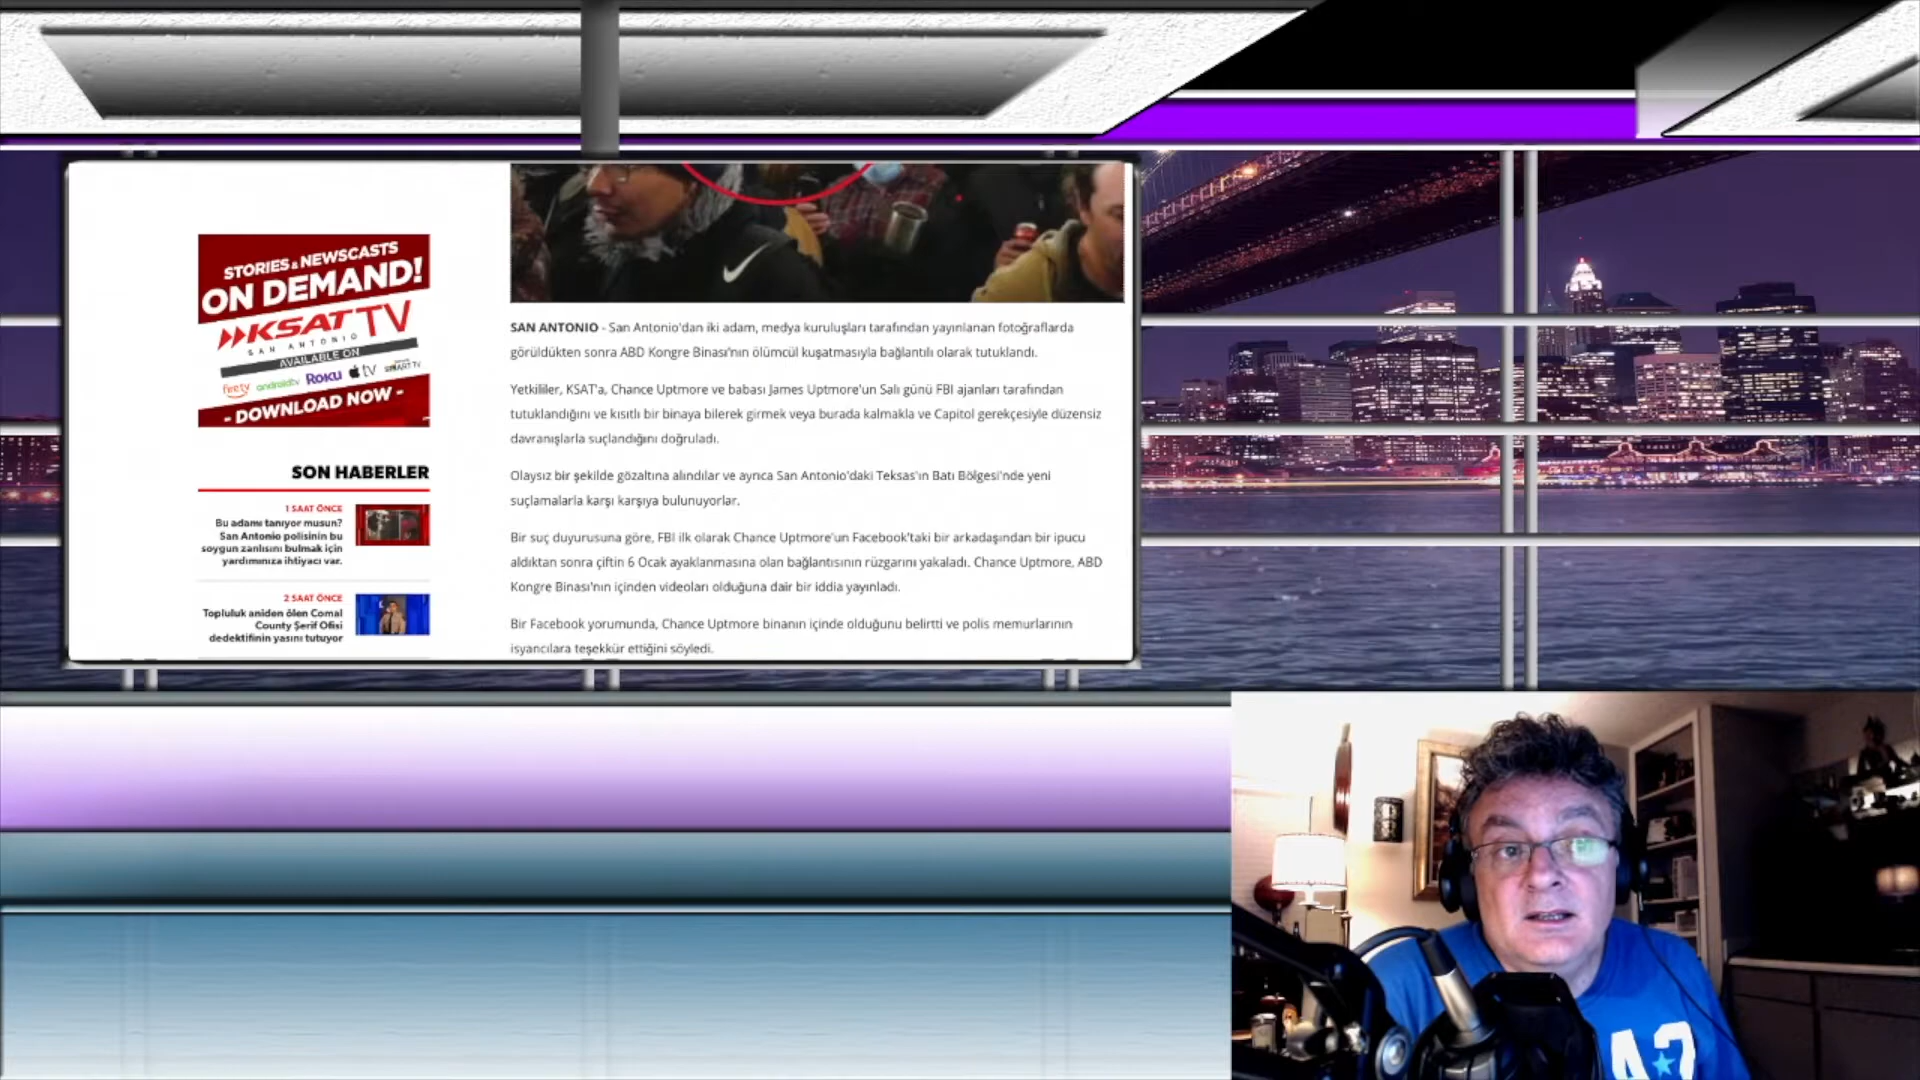 STORIES & NEWSCASTS
ON DEMAND!
KSAT TV
SAN ANTONIO
AVAILABLE ON
firetv androidtv Roku tv SMART TV
- DOWNLOAD NOW -
SON HABERLER
1 SAAT ÖNCE
Bu adamı tanıyor musun?
San Antonio polisinin bu
soygun zanlısını bulmak için
yardımınıza ihtiyacı var.
2 SAAT ÖNCE
Topluluk aniden ölen Comal
County Şerif Ofisi
dedektifinin yasını tutuyor
SAN ANTONIO - San Antonio'dan iki adam, medya kuruluşları tarafından yayınlanan fotoğraflarda
görüldükten sonra ABD Kongre Binası'nın ölümcül kuşatmasıyla bağlantılı olarak tutuklandı.
Yetkililer, KSAT'a, Chance Uptmore ve babası James Uptmore'un Salı günü FBI ajanları tarafından
tutuklandığını ve kısıtlı bir binaya bilerek girmek veya burada kalmakla ve Capitol gerekçesiyle düzensiz
davranışlarla suçlandığını doğruladı.
Olaysız bir şekilde gözaltına alındılar ve ayrıca San Antonio'daki Teksas'ın Batı Bölgesi'nde yeni
suçlamalarla karşı karşıya bulunuyorlar.
Bir suç duyurusuna göre, FBI ilk olarak Chance Uptmore'un Facebook'taki bir arkadaşından bir ipucu
aldıktan sonra çiftin 6 Ocak ayaklanmasına olan bağlantısının rüzgarını yakaladı. Chance Uptmore, ABD
Kongre Binası'nın içinden videoları olduğuna dair bir iddia yayınladı.
Bir Facebook yorumunda, Chance Uptmore binanın içinde olduğunu belirtti ve polis memurlarının
isyancılara teşekkür ettiğini söyledi.